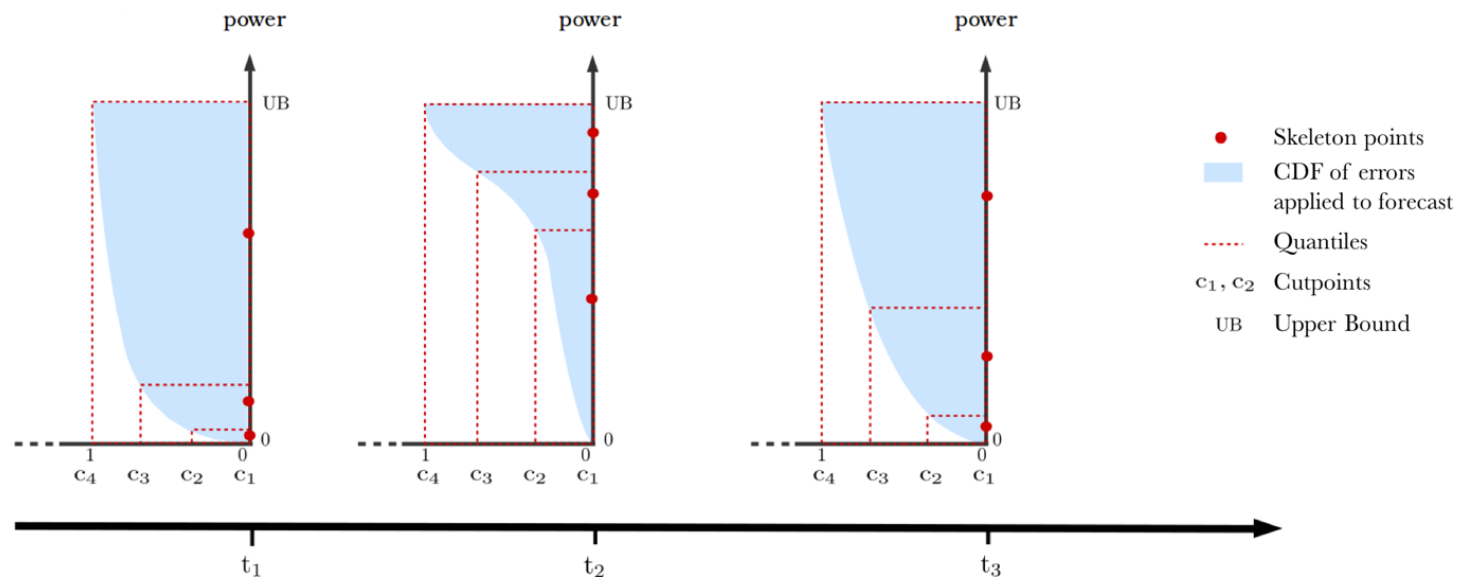 power
power
power
UB
UB
UB
0
0
0
1
0
1
0
1
0
c₄ c₃ c₂ c₁
c₄ c₃ c₂ c₁
c₄ c₃ c₂ c₁
t₁
t₂
t₃
Skeleton points
CDF of errors
applied to forecast
Quantiles
c₁, c₂ Cutpoints
UB Upper Bound